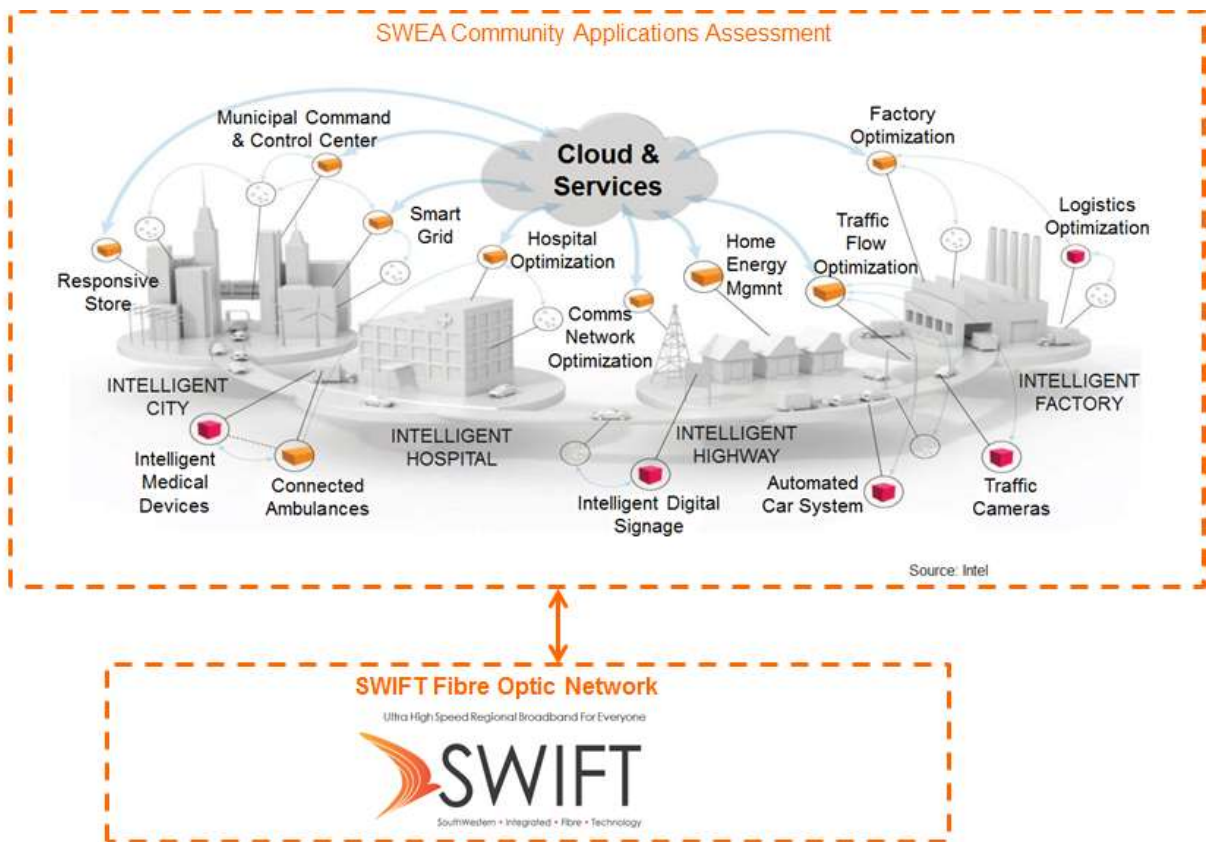 SWEA Community Applications Assessment
Municipal Command
& Control Center
Cloud &
Services
Factory
Optimization
Smart
Grid
Hospital
Optimization
Home
Energy
Mgmnt
Traffic
Flow
Optimization
Logistics
Optimization
Responsive
Store
Comms
Network
Optimization
INTELLIGENT
CITY
INTELLIGENT
HOSPITAL
INTELLIGENT
HIGHWAY
INTELLIGENT
FACTORY
Intelligent
Medical
Devices
Connected
Ambulances
Intelligent Digital
Signage
Automated
Car System
Traffic
Cameras
Source: Intel
SWIFT Fibre Optic Network
Ultra High Speed Regional Broadband For Everyone
SWIFT
SouthWestern • Integrated • Fibre • Technology